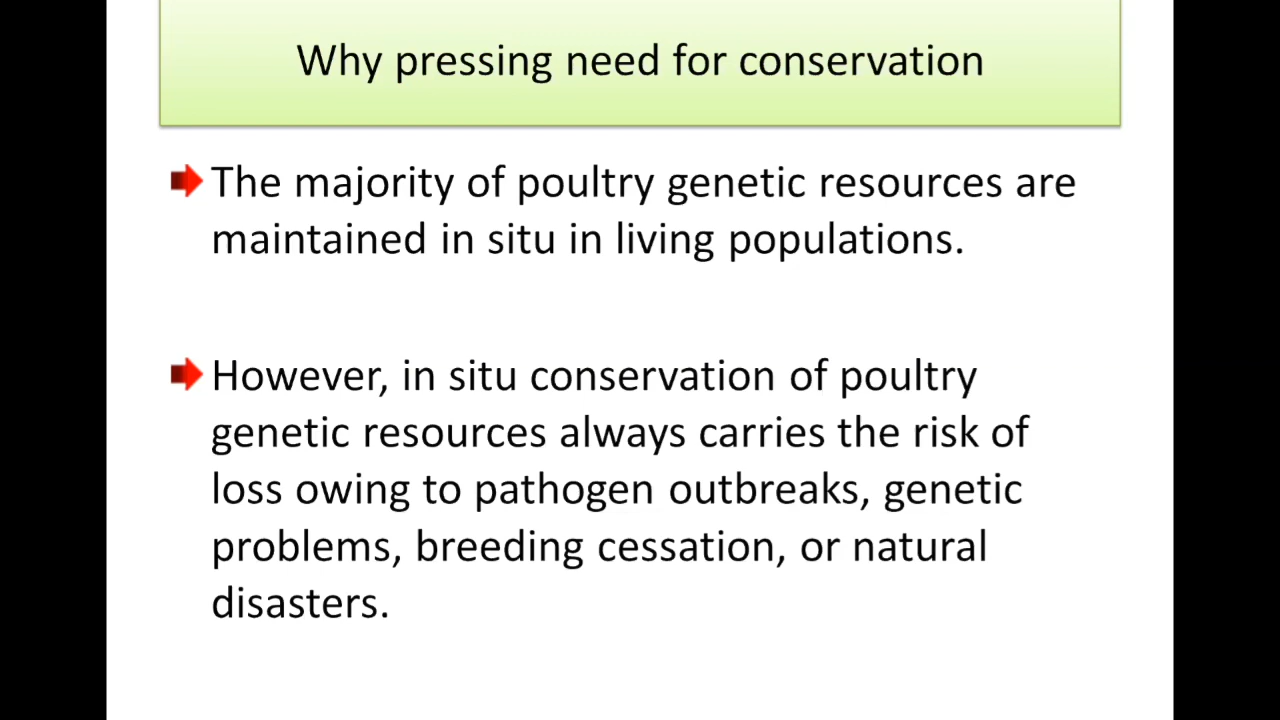 Why pressing need for conservation
The majority of poultry genetic resources are
maintained in situ in living populations.
However, in situ conservation of poultry
genetic resources always carries the risk of
loss owing to pathogen outbreaks, genetic
problems, breeding cessation, or natural
disasters.